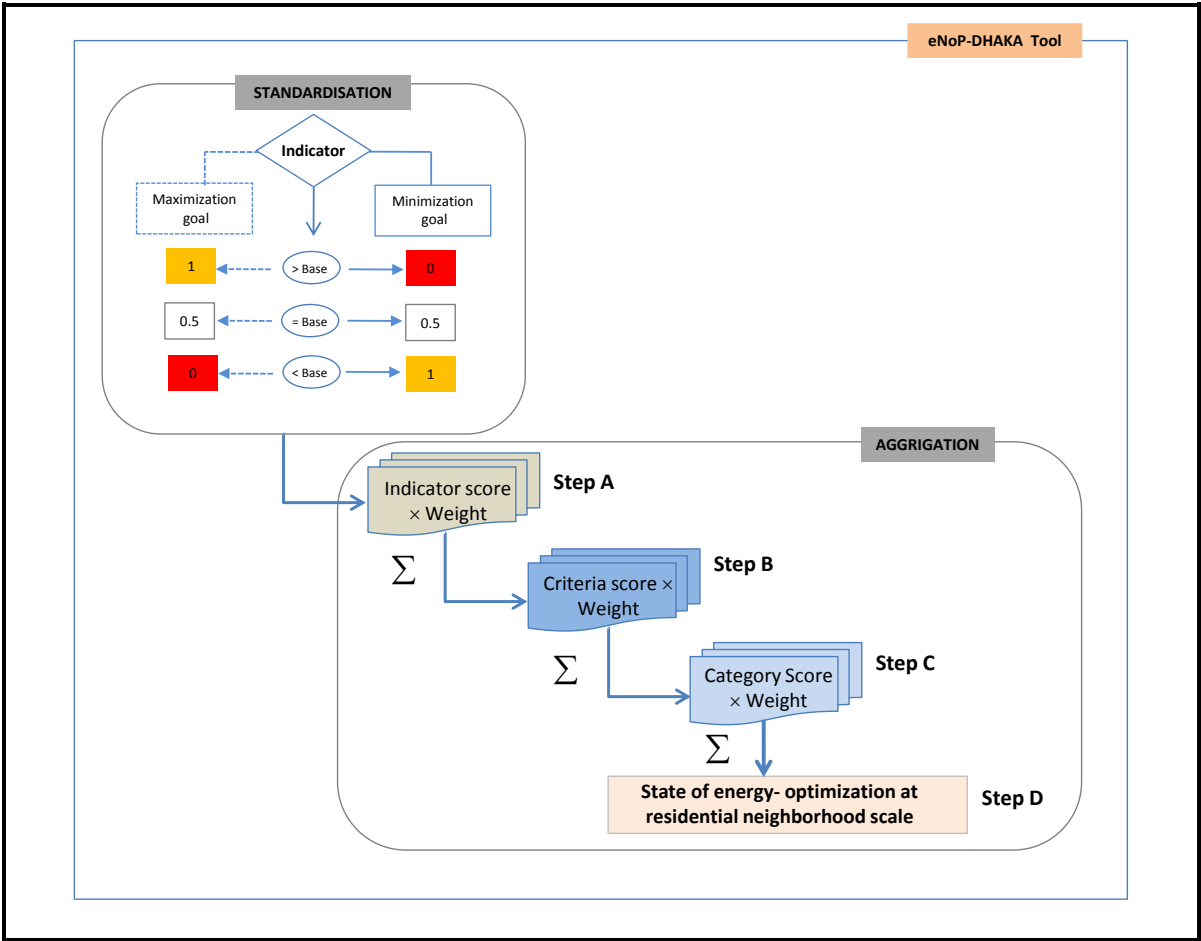 eNoP-DHAKA Tool
STANDARDISATION
Indicator
Maximization
goal
Minimization
goal
1
> Base
0
0.5
= Base
0.5
0
< Base
1
AGGRIGATION
Indicator score
× Weight
Step A
∑
Criteria score ×
Weight
Step B
∑
Category Score
× Weight
Step C
∑
State of energy- optimization at
residential neighborhood scale
Step D